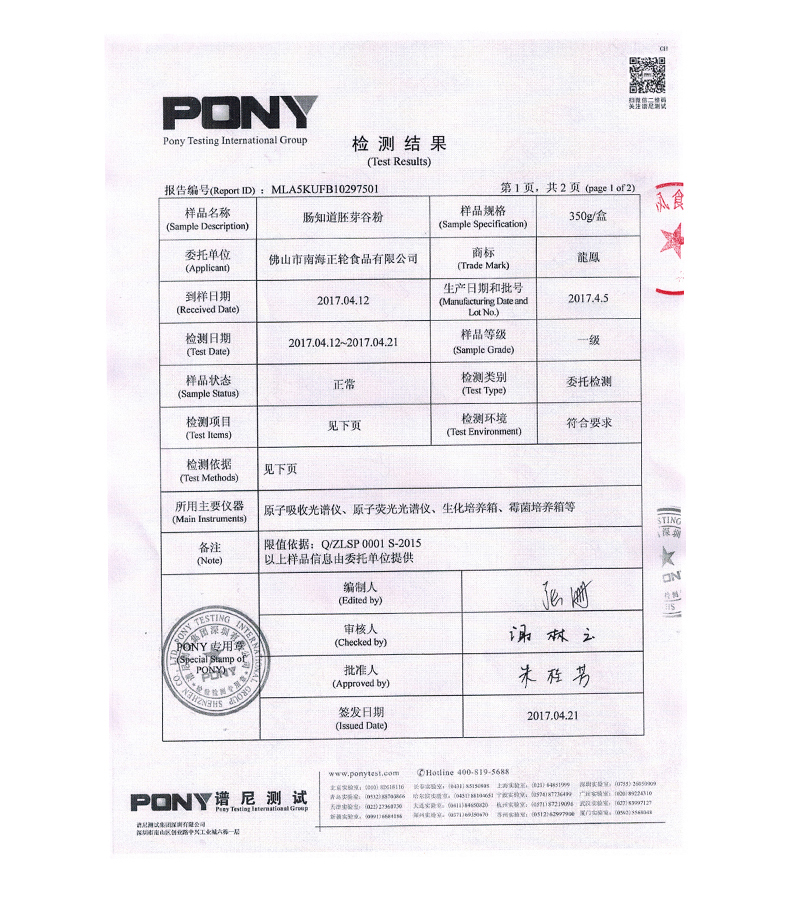 CH
扫微信二维码
关注谱尼测试
PONY
Pony Testing International Group
检测结果
(Test Results)
报告编号(Report ID) : MLA5KUFB10297501
第 1 页，共 2 页 (page 1 of 2)
样品名称
(Sample Description)
肠知道胚芽谷粉
样品规格
(Sample Specification)
350g/盒
委托单位
(Applicant)
佛山市南海正轮食品有限公司
商标
(Trade Mark)
龍鳳
到样日期
(Received Date)
2017.04.12
生产日期和批号
(Manufacturing Date and
Lot No.)
2017.4.5
检测日期
(Test Date)
2017.04.12~2017.04.21
样品等级
(Sample Grade)
一级
样品状态
(Sample Status)
正常
检测类别
(Test Type)
委托检测
检测项目
(Test Items)
见下页
检测环境
(Test Environment)
符合要求
检测依据
(Test Methods)
见下页
所用主要仪器
(Main Instruments)
原子吸收光谱仪、原子荧光光谱仪、生化培养箱、霉菌培养箱等
备注
(Note)
限值依据：Q/ZLSP 0001 S-2015
以上样品信息由委托单位提供
PONY 专用章
(Special Stamp of
PONY)
编制人
(Edited by)
审核人
(Checked by)
批准人
(Approved by)
签发日期
(Issued Date)
2017.04.21
PONY 谱尼测试
Pony Testing International Group
谱尼测试集团深圳有限公司
深圳市南山区创业路中兴工业城六栋一层
www.ponytest.com
✆Hotline 400-819-5688